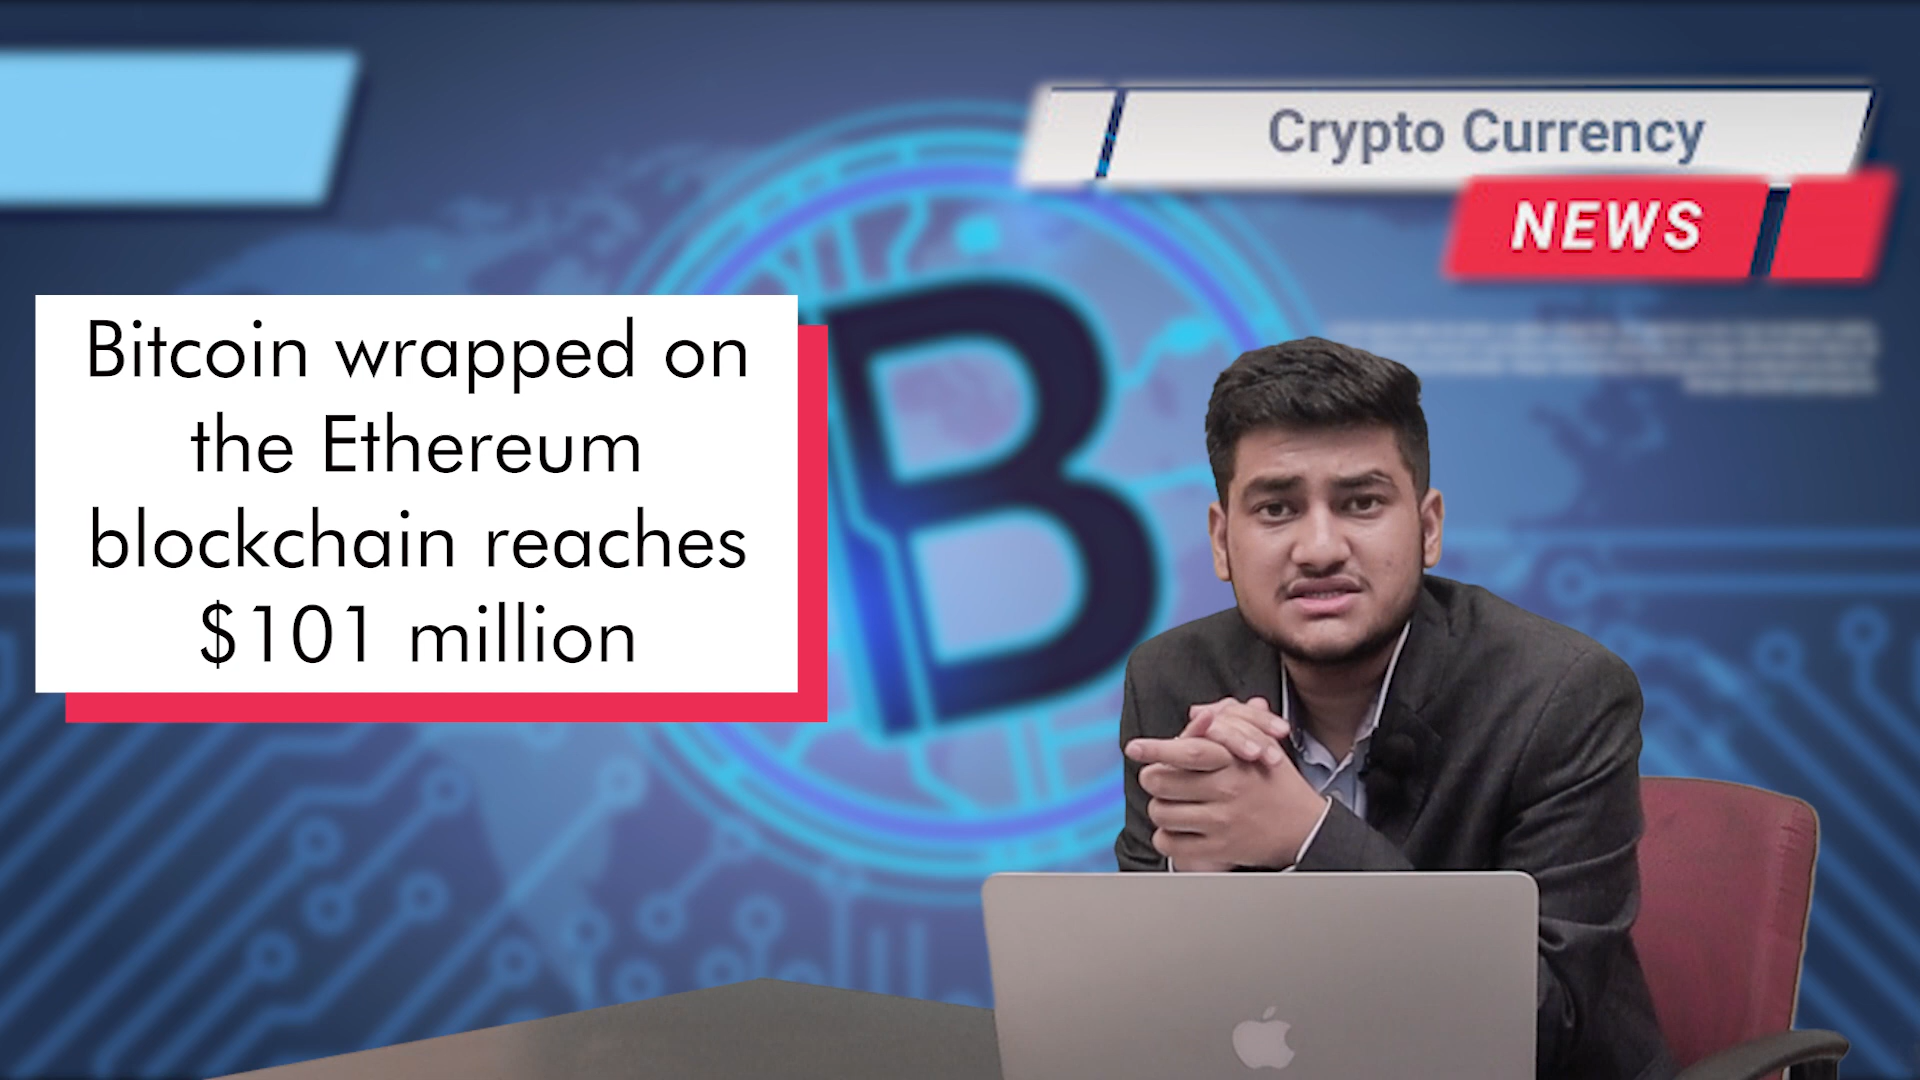 Crypto Currency
NEWS
Bitcoin wrapped on
the Ethereum
blockchain reaches
$101 million